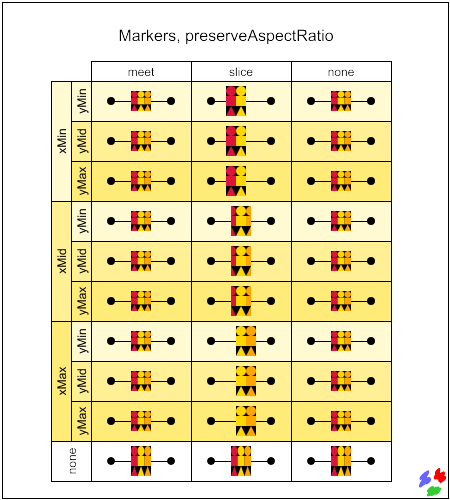 Markers, preserveAspectRatio
meet slice none
xMin
yMin
yMid
yMax
xMid
yMin
yMid
yMax
xMax
yMin
yMid
yMax
none